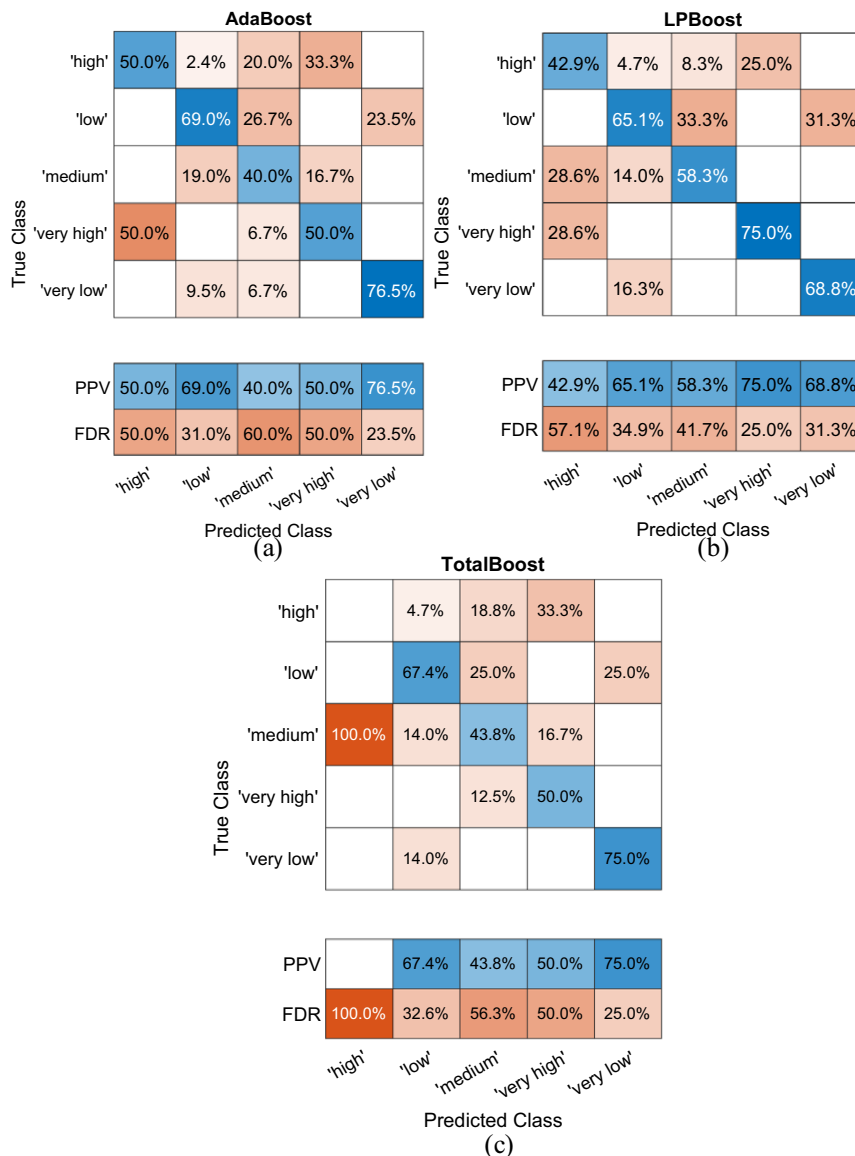 AdaBoost
'high' 50.0% 2.4% 20.0% 33.3%
'low' 69.0% 26.7% 23.5%
'medium' 19.0% 40.0% 16.7%
'very high' 50.0% 6.7% 50.0%
'very low' 9.5% 6.7% 76.5%
True Class
PPV 50.0% 69.0% 40.0% 50.0% 76.5%
FDR 50.0% 31.0% 60.0% 50.0% 23.5%
'high' 'low' 'medium' 'very high' 'very low'
Predicted Class
(a)
LPBoost
'high' 42.9% 4.7% 8.3% 25.0%
'low' 65.1% 33.3% 31.3%
'medium' 28.6% 14.0% 58.3%
'very high' 28.6% 75.0%
'very low' 16.3% 68.8%
True Class
PPV 42.9% 65.1% 58.3% 75.0% 68.8%
FDR 57.1% 34.9% 41.7% 25.0% 31.3%
'high' 'low' 'medium' 'very high' 'very low'
Predicted Class
(b)
TotalBoost
'high' 4.7% 18.8% 33.3%
'low' 67.4% 25.0% 25.0%
'medium' 100.0% 14.0% 43.8% 16.7%
'very high' 12.5% 50.0%
'very low' 14.0% 75.0%
True Class
PPV 67.4% 43.8% 50.0% 75.0%
FDR 100.0% 32.6% 56.3% 50.0% 25.0%
'high' 'low' 'medium' 'very high' 'very low'
Predicted Class
(c)